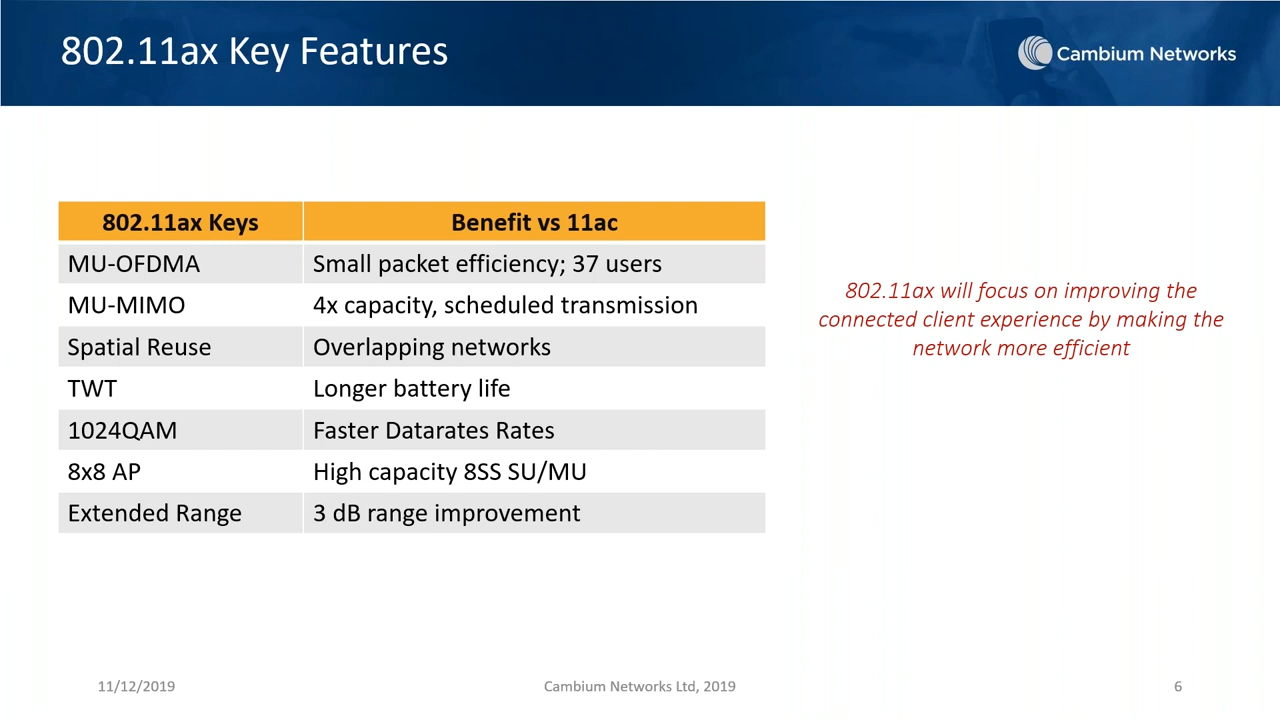 802.11ax Key Features
Cambium Networks
802.11ax Keys Benefit vs 11ac
MU-OFDMA Small packet efficiency; 37 users
MU-MIMO 4x capacity, scheduled transmission
Spatial Reuse Overlapping networks
TWT Longer battery life
1024QAM Faster Datarates Rates
8x8 AP High capacity 8SS SU/MU
Extended Range 3 dB range improvement
802.11ax will focus on improving the
connected client experience by making the
network more efficient
11/12/2019 Cambium Networks Ltd, 2019 6